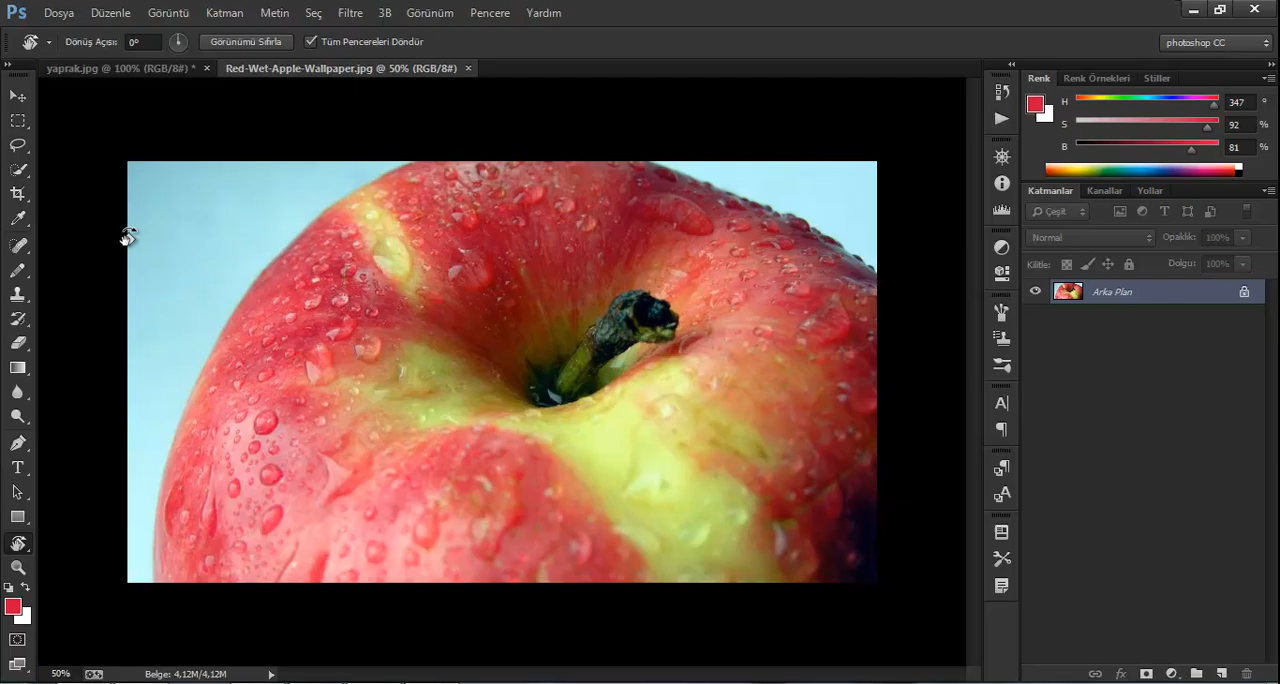 Ps Dosya Düzenle Görüntü Katman Metin Seç Filtre 3B Görünüm Pencere Yardım
Dönüş Açısı: 0° Görünümü Sıfırla Tüm Pencereleri Döndür photoshop CC
yaprak.jpg @ 100% (RGB/8#) * × Red-Wet-Apple-Wallpaper.jpg @ 50% (RGB/8#) ×
Renk Renk Örnekleri Stiller
H 347 °
S 92 %
B 81 %
Katmanlar Kanallar Yollar
Çeşit
Normal Opaklık: 100%
Kilitle: Dolgu: 100%
Arka Plan
50% Belge: 4,12M/4,12M